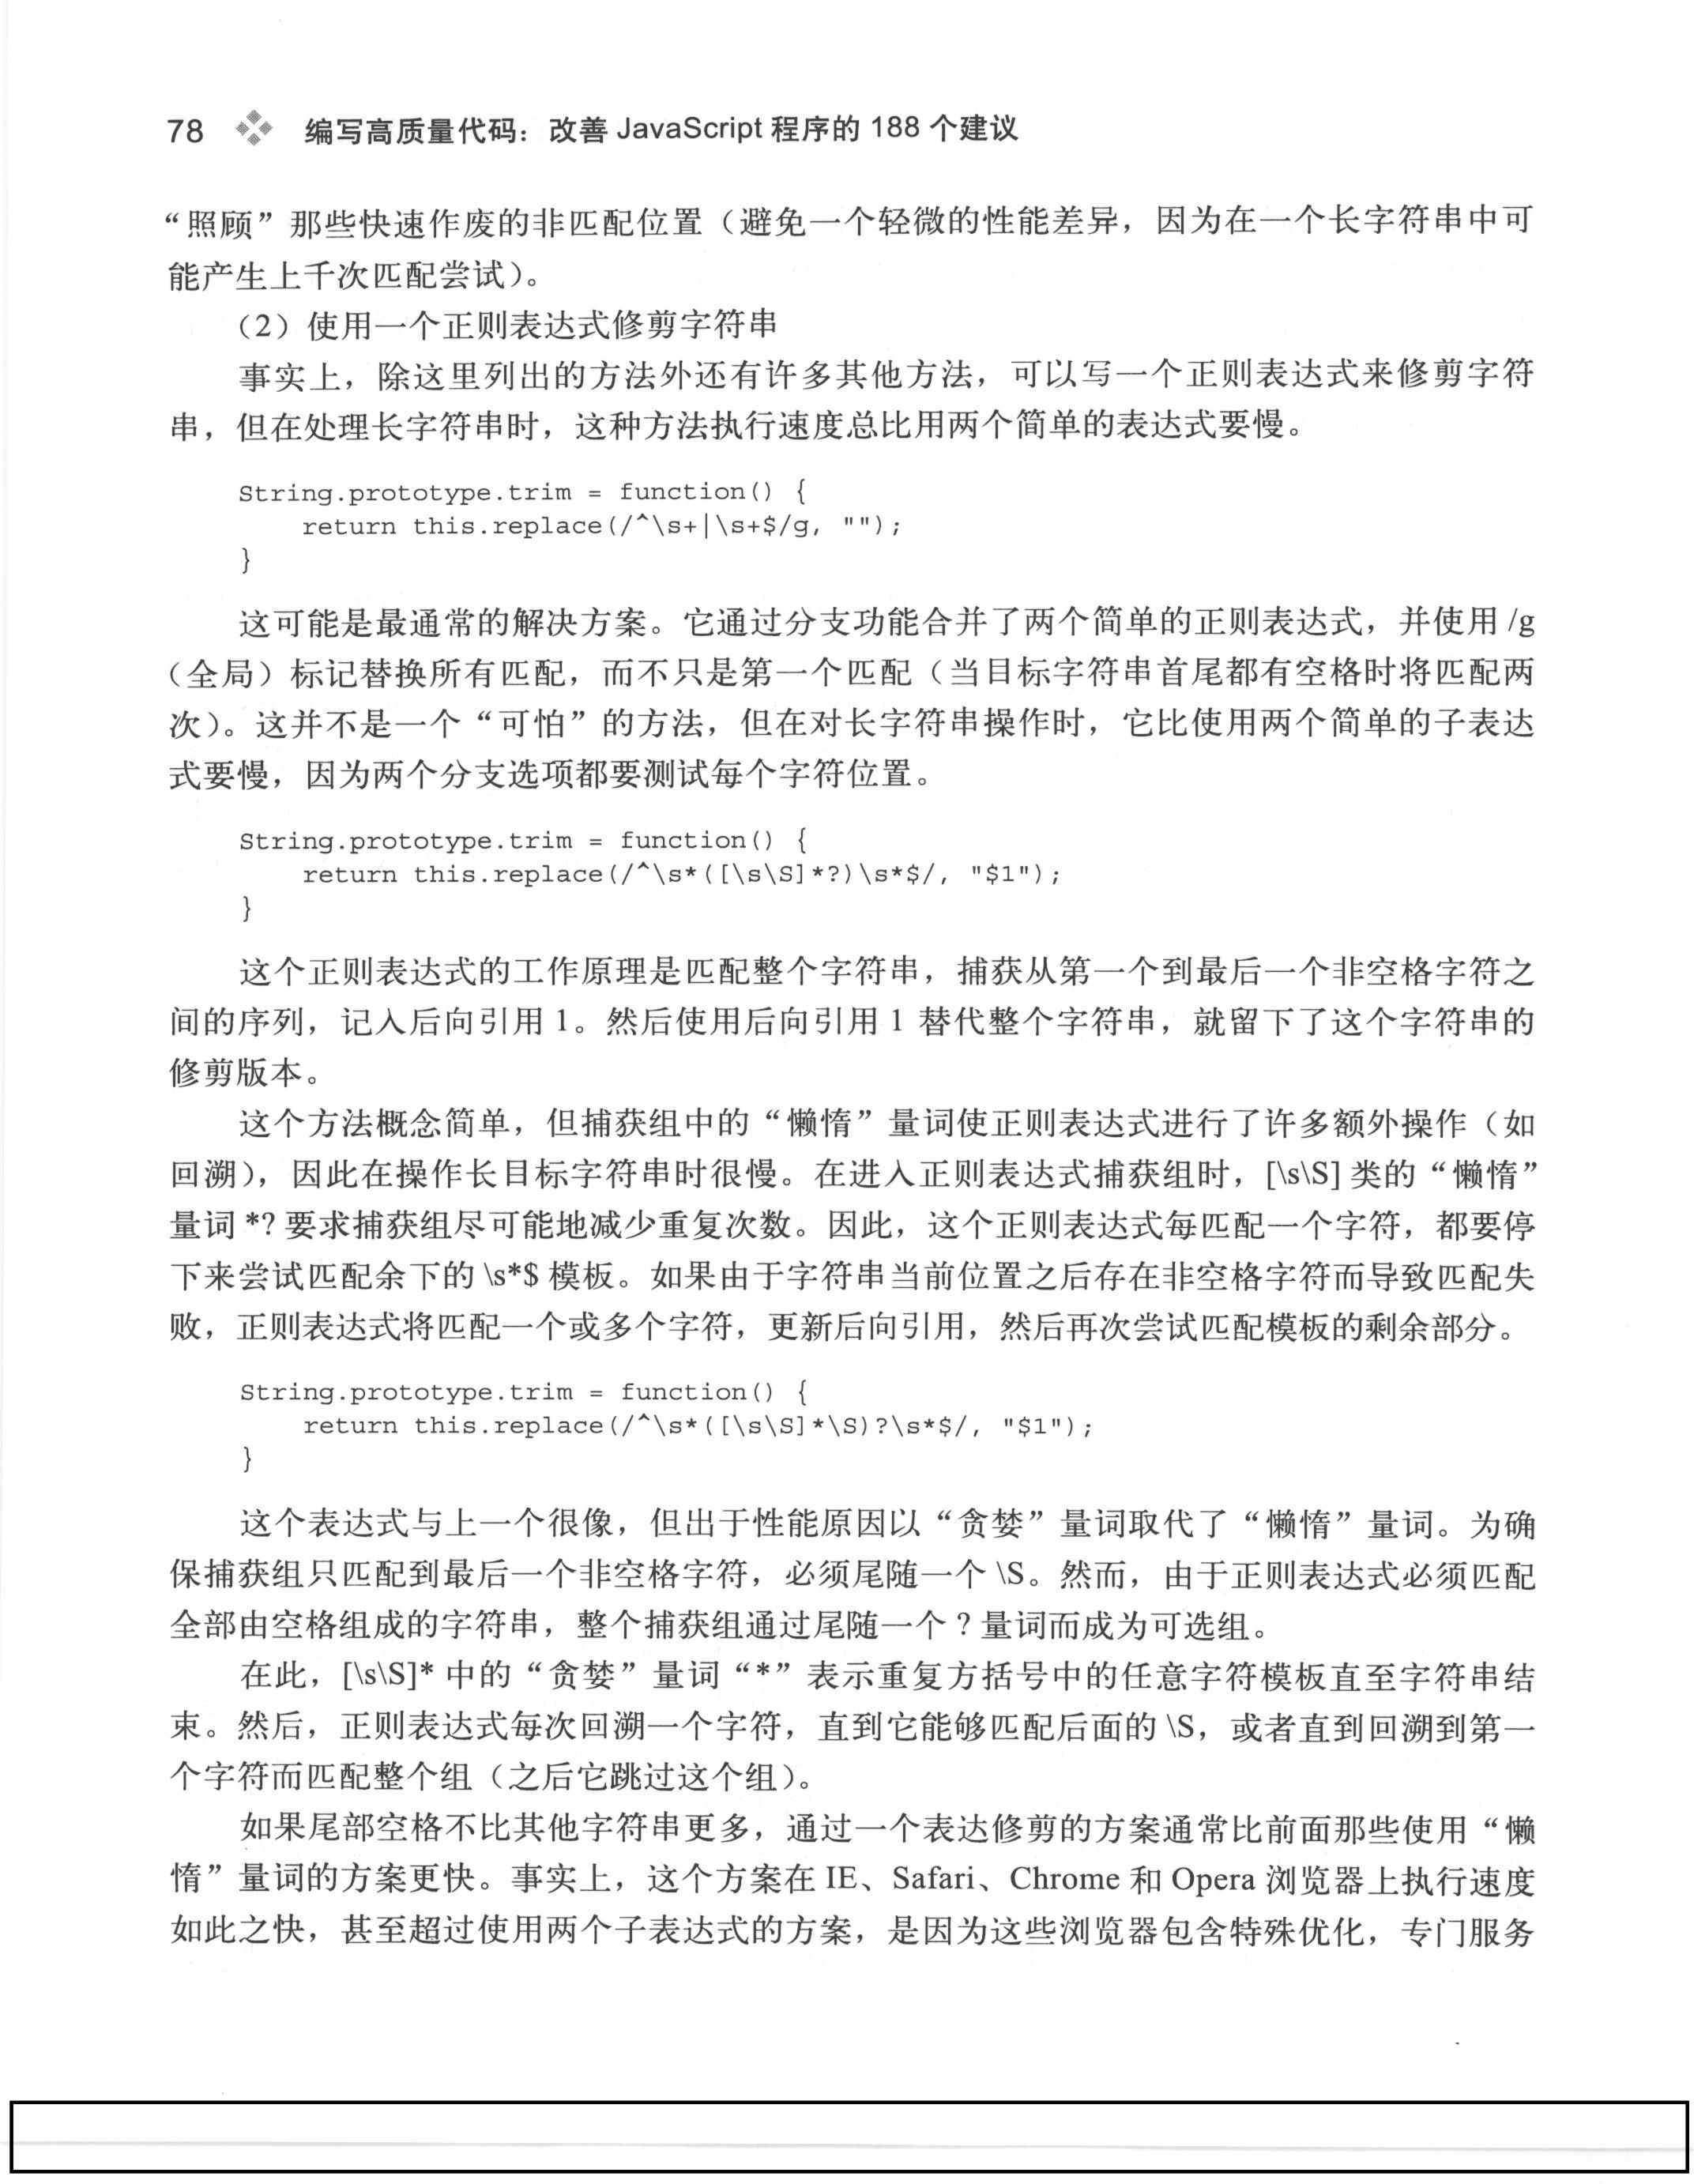 78 编写高质量代码：改善 JavaScript 程序的 188 个建议
“照顾”那些快速作废的非匹配位置（避免一个轻微的性能差异，因为在一个长字符串中可
能产生上千次匹配尝试）。
（2）使用一个正则表达式修剪字符串
事实上，除这里列出的方法外还有许多其他方法，可以写一个正则表达式来修剪字符
串，但在处理长字符串时，这种方法执行速度总比用两个简单的表达式要慢。
String.prototype.trim = function() {
    return this.replace(/^\s+|\s+$/g, "");
}
这可能是最通常的解决方案。它通过分支功能合并了两个简单的正则表达式，并使用 /g
（全局）标记替换所有匹配，而不只是第一个匹配（当目标字符串首尾都有空格时将匹配两
次）。这并不是一个“可怕”的方法，但在对长字符串操作时，它比使用两个简单的子表达
式要慢，因为两个分支选项都要测试每个字符位置。
String.prototype.trim = function() {
    return this.replace(/^\s*([\s\S]*?)\s*$/, "$1");
}
这个正则表达式的工作原理是匹配整个字符串，捕获从第一个到最后一个非空格字符之
间的序列，记入后向引用 1。然后使用后向引用 1 替代整个字符串，就留下了这个字符串的
修剪版本。
这个方法概念简单，但捕获组中的“懒惰”量词使正则表达式进行了许多额外操作（如
回溯），因此在操作长目标字符串时很慢。在进入正则表达式捕获组时，[\s\S] 类的“懒惰”
量词 *? 要求捕获组尽可能地减少重复次数。因此，这个正则表达式每匹配一个字符，都要停
下来尝试匹配余下的 \s*$ 模板。如果由于字符串当前位置之后存在非空格字符而导致匹配失
败，正则表达式将匹配一个或多个字符，更新后向引用，然后再次尝试匹配模板的剩余部分。
String.prototype.trim = function() {
    return this.replace(/^\s*([\s\S]*\S)?\s*$/, "$1");
}
这个表达式与上一个很像，但出于性能原因以“贪婪”量词取代了“懒惰”量词。为确
保捕获组只匹配到最后一个非空格字符，必须尾随一个 \S。然而，由于正则表达式必须匹配
全部由空格组成的字符串，整个捕获组通过尾随一个 ? 量词而成为可选组。
在此，[\s\S]* 中的“贪婪”量词“*”表示重复方括号中的任意字符模板直至字符串结
束。然后，正则表达式每次回溯一个字符，直到它能够匹配后面的 \S，或者直到回溯到第一
个字符而匹配整个组（之后它跳过这个组）。
如果尾部空格不比其他字符串更多，通过一个表达修剪的方案通常比前面那些使用“懒
惰”量词的方案更快。事实上，这个方案在 IE、Safari、Chrome 和 Opera 浏览器上执行速度
如此之快，甚至超过使用两个子表达式的方案，是因为这些浏览器包含特殊优化，专门服务